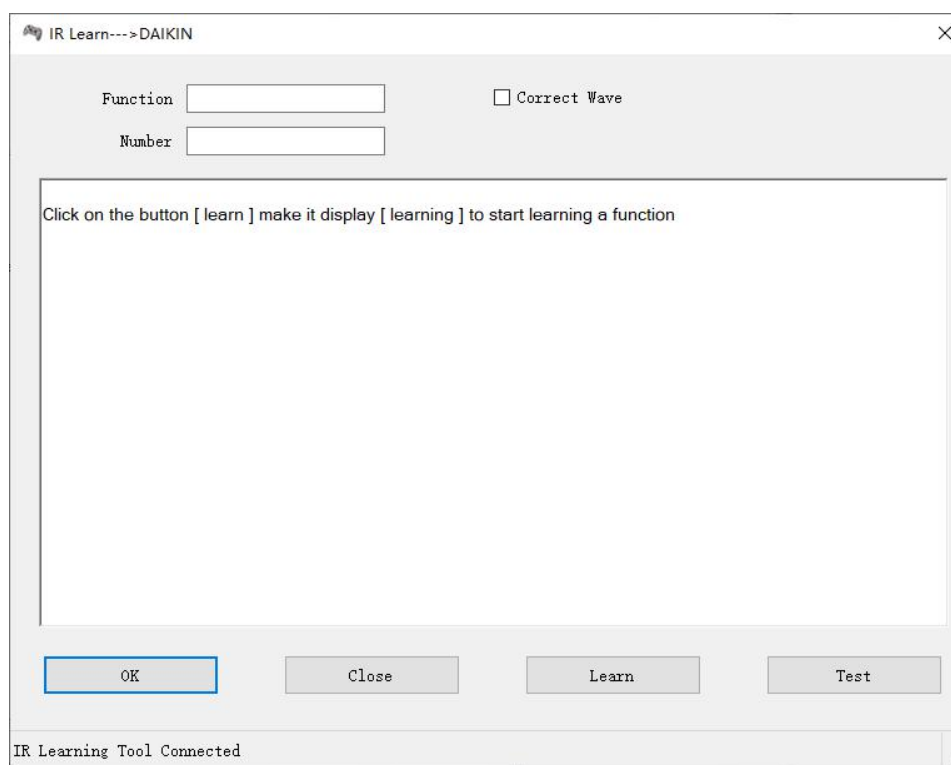 IR Learn--->DAIKIN
Function
Correct Wave
Number
Click on the button [ learn ] make it display [ learning ] to start learning a function
OK Close Learn Test
IR Learning Tool Connected